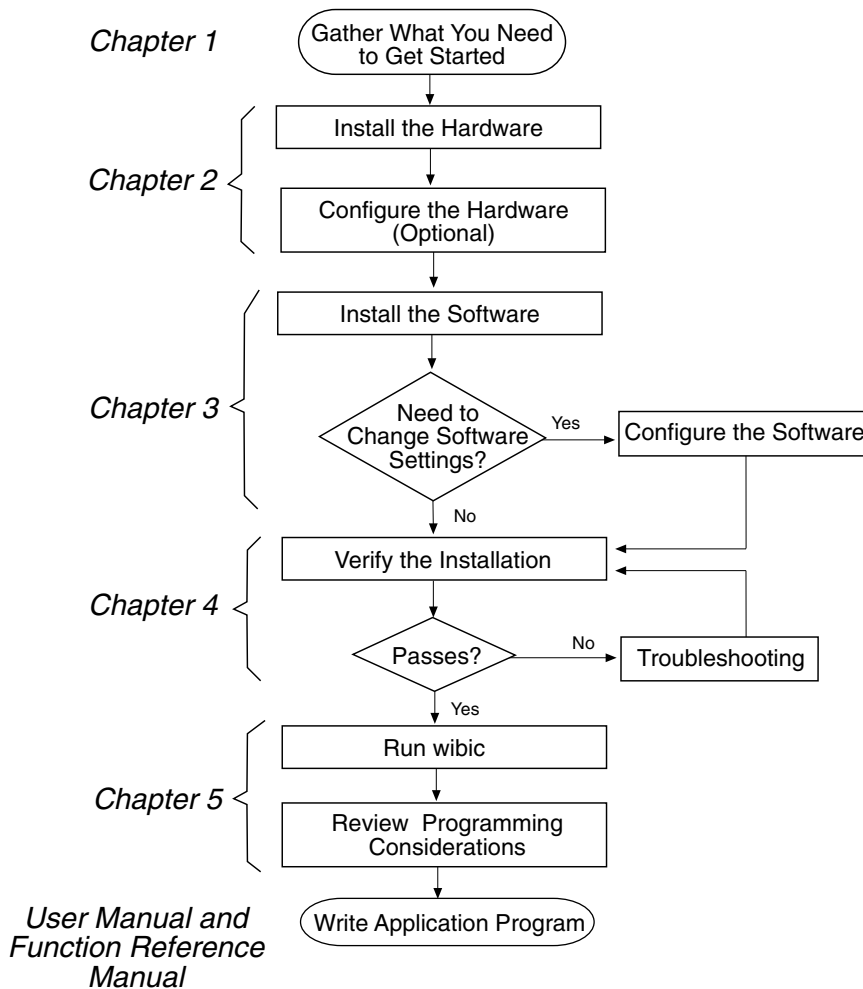 Chapter 1
Gather What You Need
to Get Started
Chapter 2
Install the Hardware
Configure the Hardware
(Optional)
Chapter 3
Install the Software
Need to
Change Software
Settings?
Yes
Configure the Software
No
Chapter 4
Verify the Installation
Passes?
No
Troubleshooting
Yes
Chapter 5
Run wibic
Review Programming
Considerations
User Manual and
Function Reference
Manual
Write Application Program